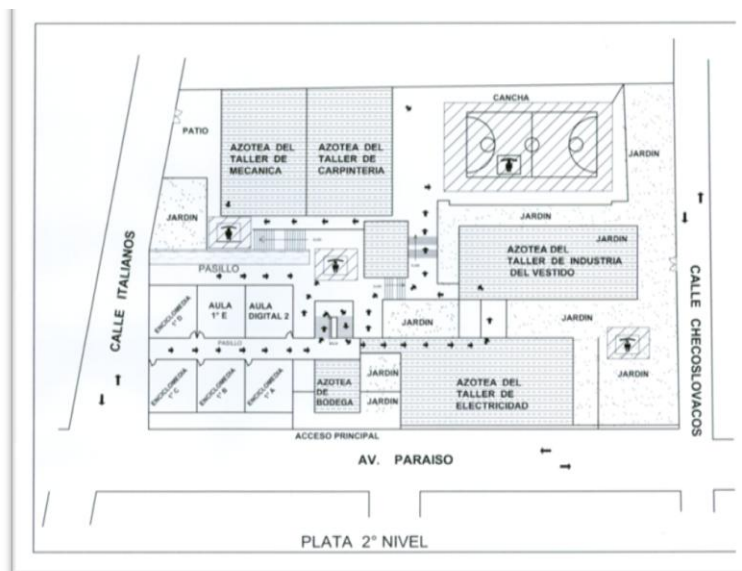 CANCHA
PATIO
AZOTEA DEL
TALLER DE
MECANICA
AZOTEA DEL
TALLER DE
CARPINTERIA
JARDIN
JARDIN
JARDIN
JARDIN
AZOTEA DEL
TALLER DE INDUSTRIA
DEL VESTIDO
PASILLO
CALLE ITALIANOS
CALLE CHECOSLOVACOS
ENCICLOMEDIA
1° D
AULA
1° E
AULA
DIGITAL 2
JARDIN
JARDIN
PASILLO
ENCICLOMEDIA
1° C
ENCICLOMEDIA
1° B
ENCICLOMEDIA
1° A
AZOTEA
DE
BODEGA
JARDIN
JARDIN
AZOTEA DEL
TALLER DE
ELECTRICIDAD
JARDIN
ACCESO PRINCIPAL
AV. PARAISO
PLATA 2° NIVEL